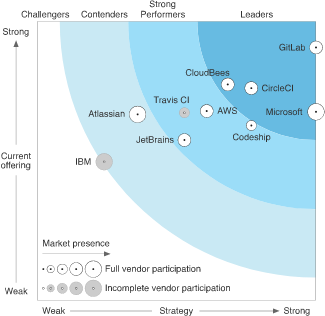 Challengers Contenders Strong Performers Leaders
Strong
GitLab
CloudBees
CircleCI
Travis CI
Atlassian
AWS
Microsoft
Codeship
JetBrains
Current offering
IBM
Market presence
Full vendor participation
Incomplete vendor participation
Weak
Weak Strategy Strong